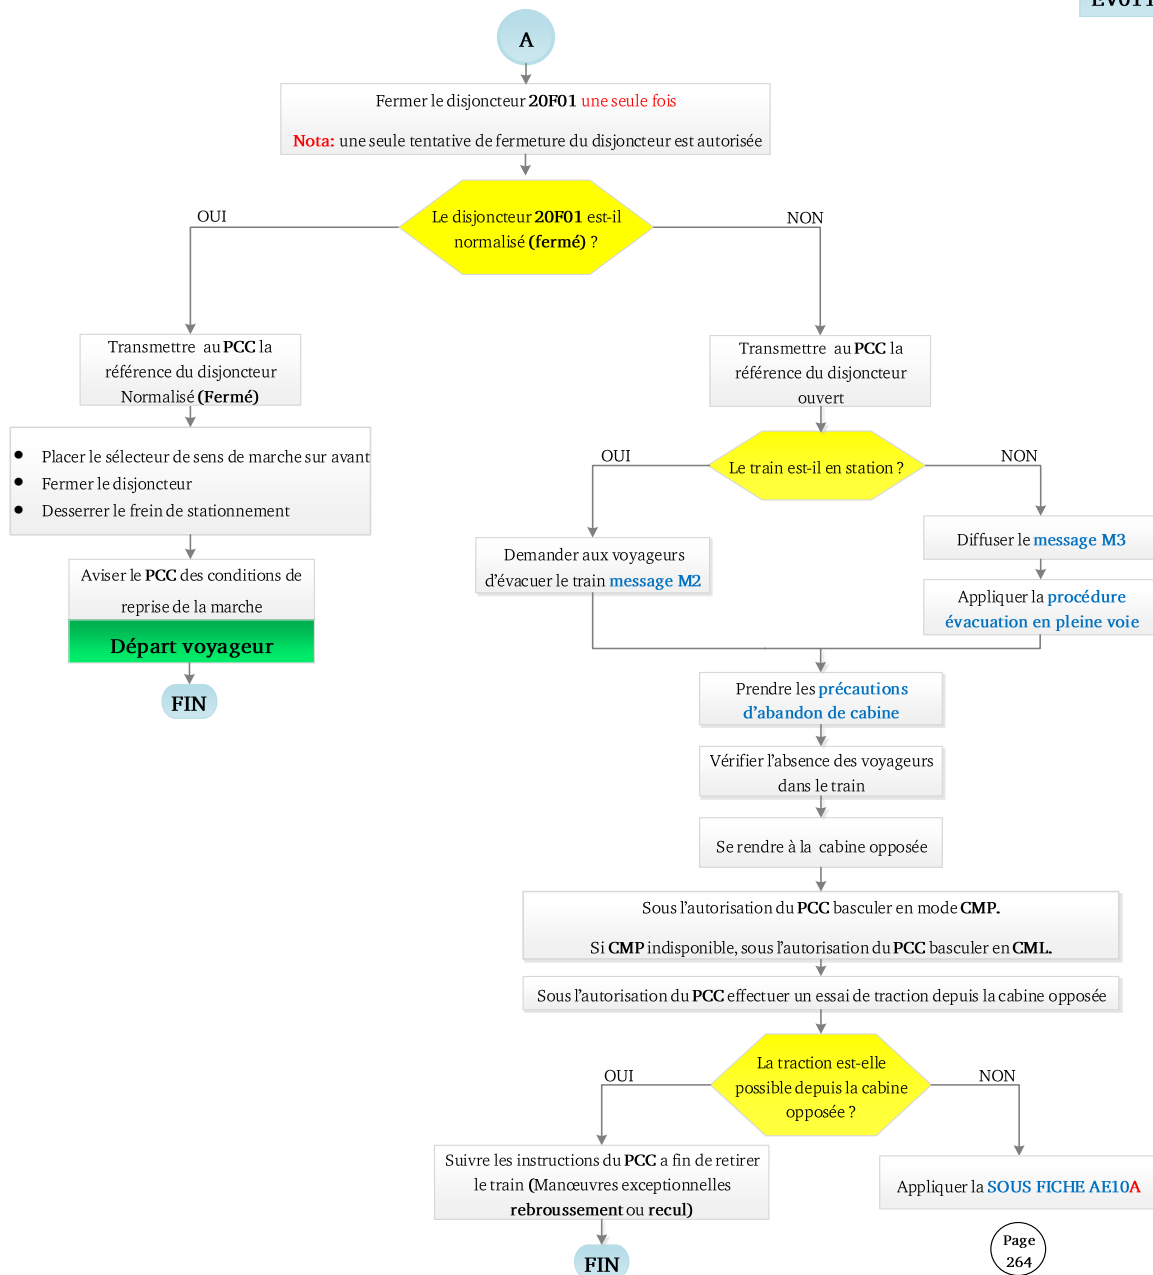 A
Fermer le disjoncteur 20F01 une seule fois
Nota: une seule tentative de fermeture du disjoncteur est autorisée
Le disjoncteur 20F01 est-il
normalisé (fermé) ?
OUI
NON
Transmettre au PCC la
référence du disjoncteur
Normalisé (Fermé)
• Placer le sélecteur de sens de marche sur avant
• Fermer le disjoncteur
• Desserrer le frein de stationnement
Aviser le PCC des conditions de
reprise de la marche
Départ voyageur
FIN
Transmettre au PCC la
référence du disjoncteur
ouvert
Le train est-il en station ?
OUI
NON
Demander aux voyageurs
d’évacuer le train message M2
Diffuser le message M3
Appliquer la procédure
évacuation en pleine voie
Prendre les précautions
d’abandon de cabine
Vérifier l’absence des voyageurs
dans le train
Se rendre à la cabine opposée
Sous l’autorisation du PCC basculer en mode CMP.
Si CMP indisponible, sous l’autorisation du PCC basculer en CML.
Sous l’autorisation du PCC effectuer un essai de traction depuis la cabine opposée
La traction est-elle
possible depuis la cabine
opposée ?
OUI
NON
Suivre les instructions du PCC a fin de retirer
le train (Manœuvres exceptionnelles
rebroussement ou recul)
FIN
Appliquer la SOUS FICHE AE10A
Page
264